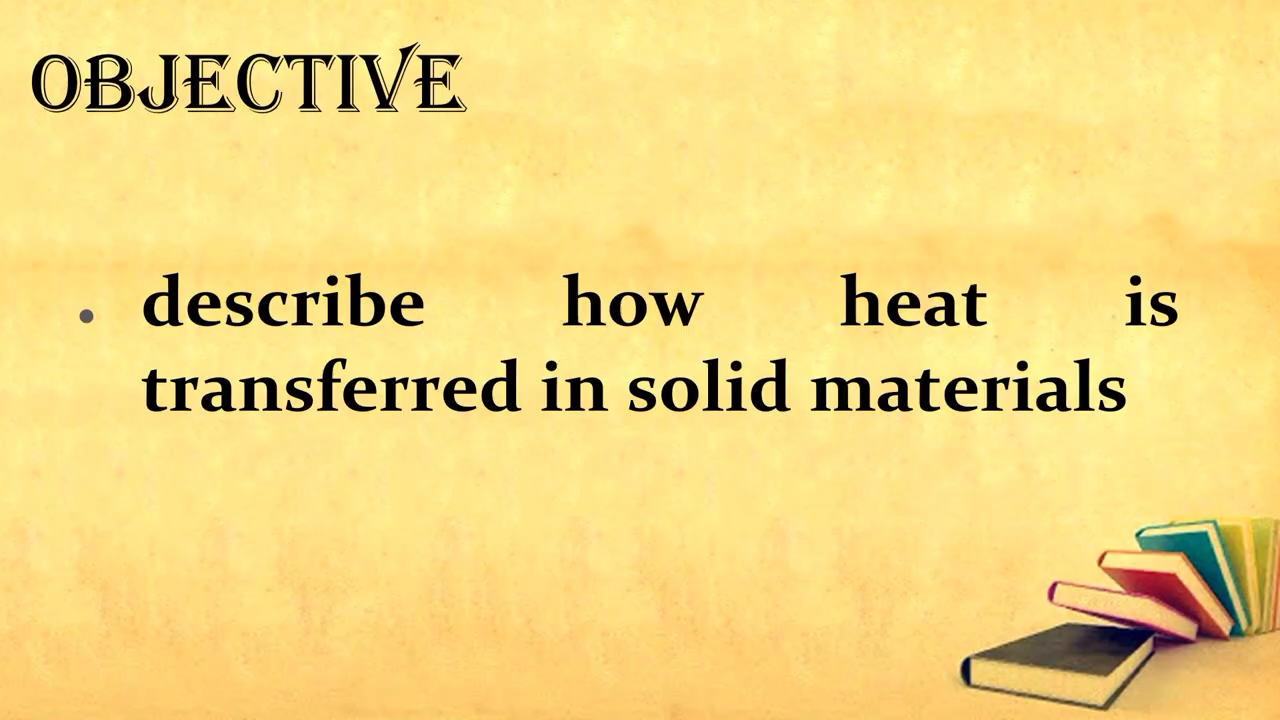 OBJECTIVE
• describe how heat is
transferred in solid materials